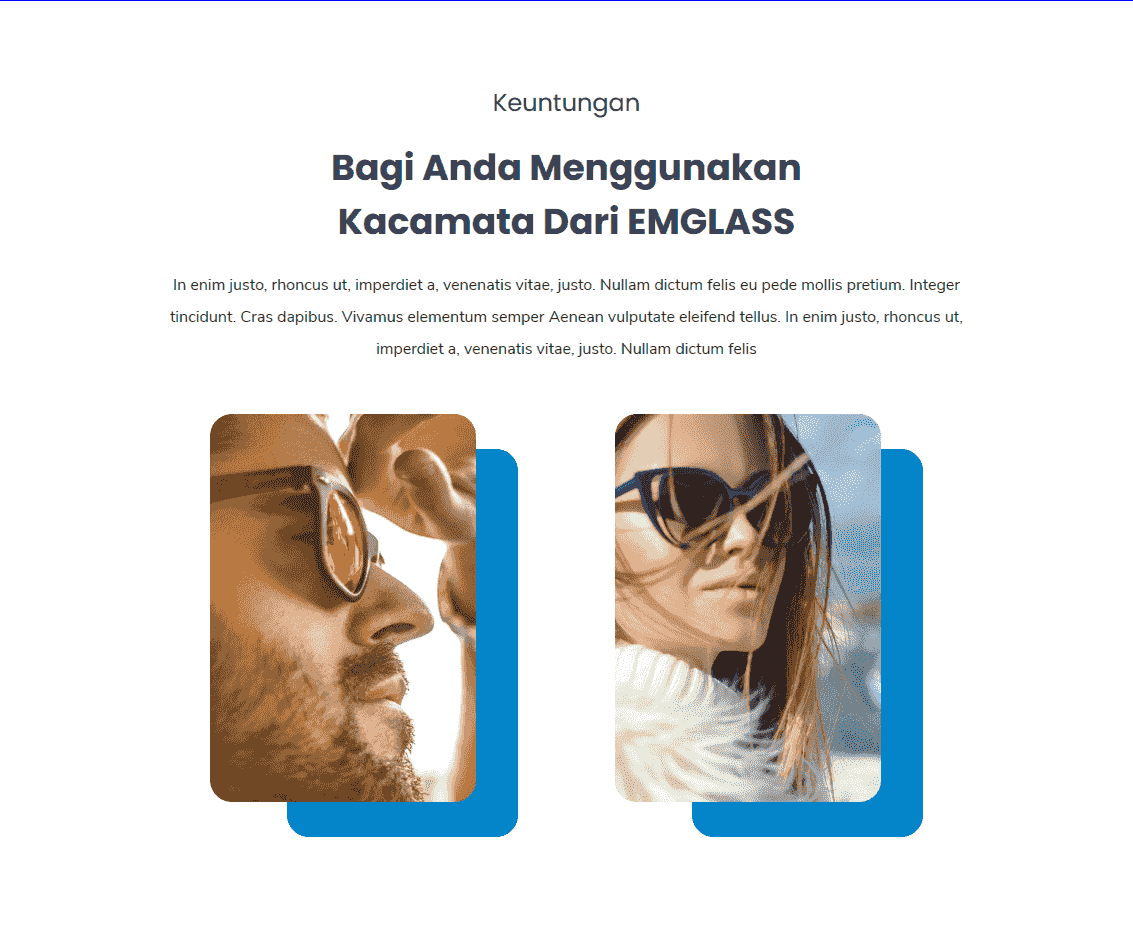 Keuntungan
Bagi Anda Menggunakan
Kacamata Dari EMGLASS
In enim justo, rhoncus ut, imperdiet a, venenatis vitae, justo. Nullam dictum felis eu pede mollis pretium. Integer
tincidunt. Cras dapibus. Vivamus elementum semper Aenean vulputate eleifend tellus. In enim justo, rhoncus ut,
imperdiet a, venenatis vitae, justo. Nullam dictum felis